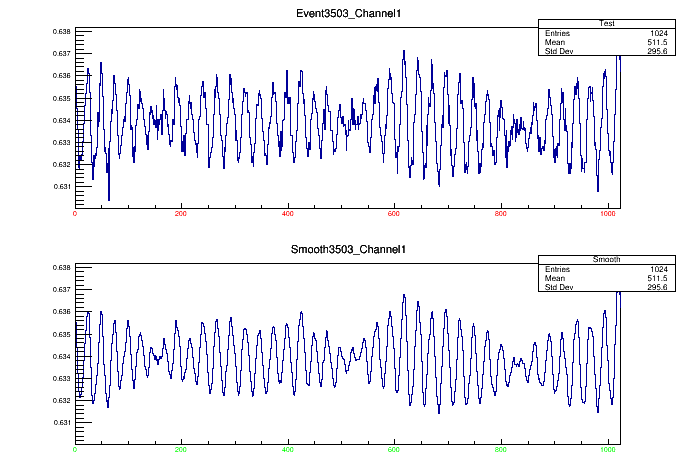 Event3503_Channel1
Test
Entries 1024
Mean 511.5
Std Dev 295.6
0.638
0.637
0.636
0.635
0.634
0.633
0.632
0.631
0 200 400 600 800 1000
Smooth3503_Channel1
Smooth
Entries 1024
Mean 511.5
Std Dev 295.6
0.638
0.637
0.636
0.635
0.634
0.633
0.632
0.631
0 200 400 600 800 1000